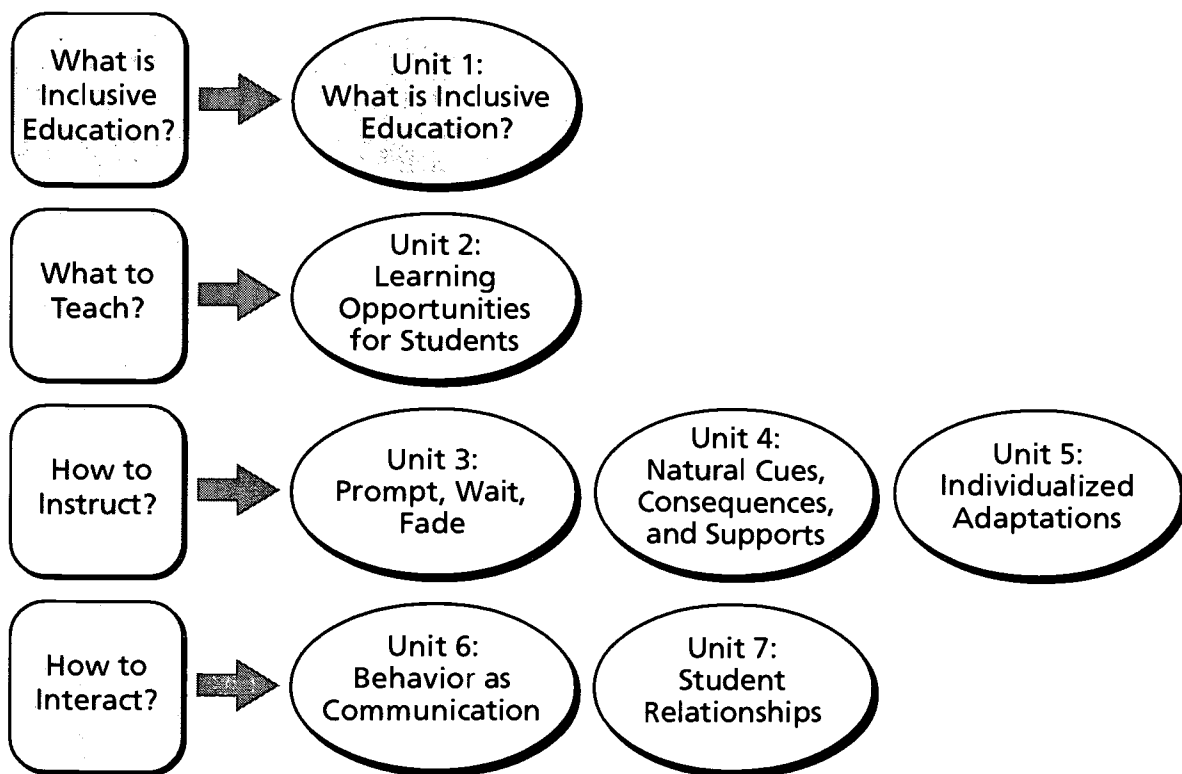 What is
Inclusive
Education?
Unit 1:
What is Inclusive
Education?
What to
Teach?
Unit 2:
Learning
Opportunities
for Students
How to
Instruct?
Unit 3:
Prompt, Wait,
Fade
Unit 4:
Natural Cues,
Consequences,
and Supports
Unit 5:
Individualized
Adaptations
How to
Interact?
Unit 6:
Behavior as
Communication
Unit 7:
Student
Relationships